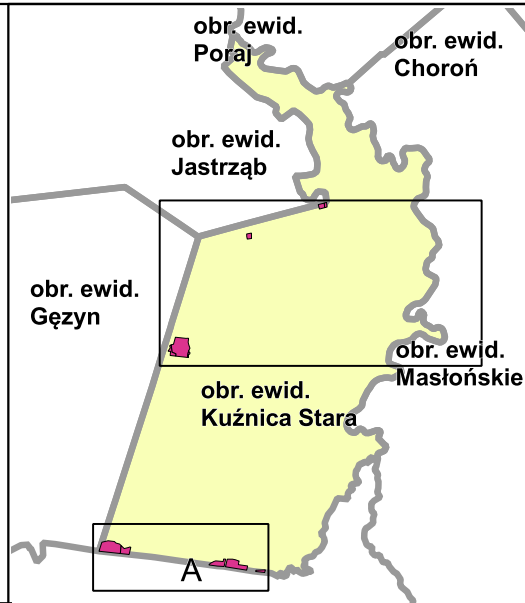 obr. ewid.
Poraj
obr. ewid.
Choroń
obr. ewid.
Jastrząb
obr. ewid.
Gęzyn
obr. ewid.
Masłońskie
obr. ewid.
Kuźnica Stara
A